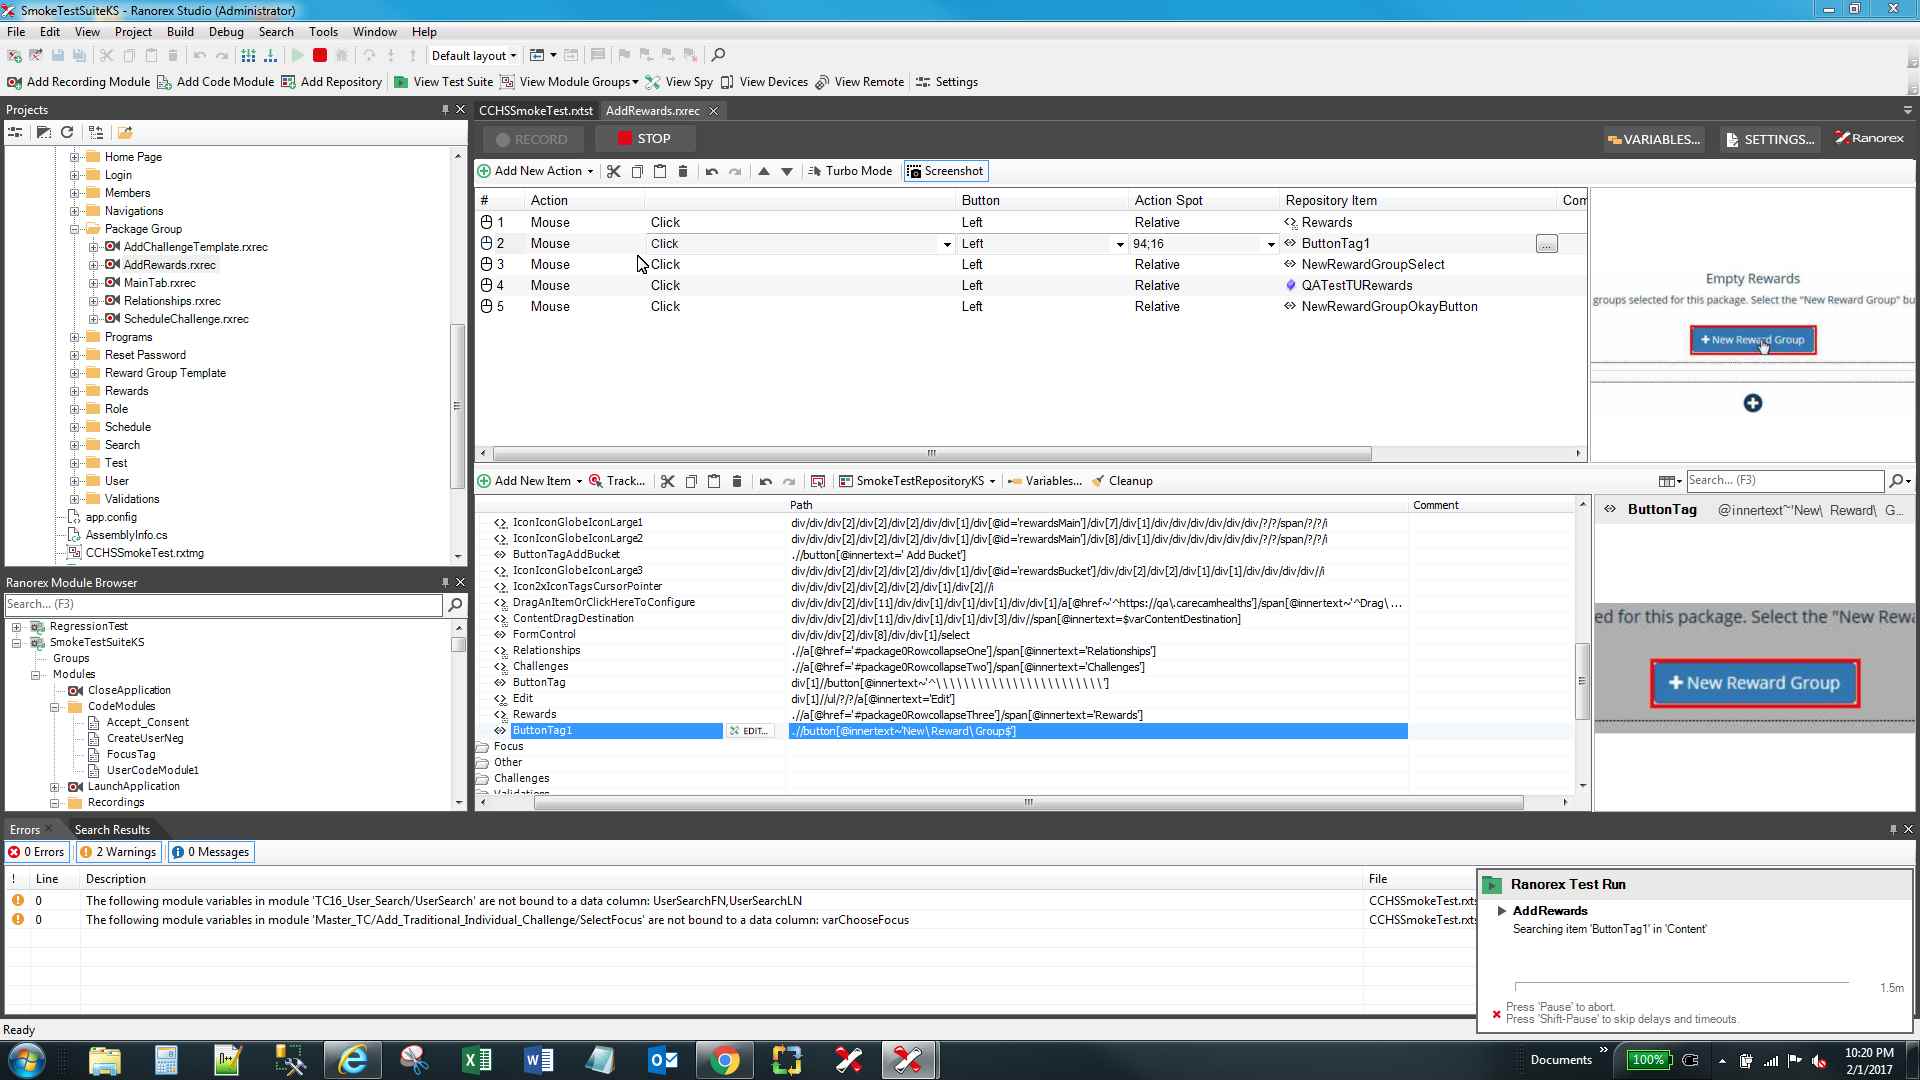 SmokeTestSuiteKS - Ranorex Studio (Administrator)
File Edit View Project Build Debug Search Tools Window Help
Default layout
Add Recording Module Add Code Module Add Repository View Test Suite View Module Groups View Spy View Devices View Remote Settings
Projects
Home Page
Login
Members
Navigations
Package Group
AddChallengeTemplate.rxrec
AddRewards.rxrec
MainTab.rxrec
Relationships.rxrec
ScheduleChallenge.rxrec
Programs
Reset Password
Reward Group Template
Rewards
Role
Schedule
Search
Test
User
Validations
app.config
AssemblyInfo.cs
CCHSSmokeTest.rxtmg
Ranorex Module Browser
Search... (F3)
RegressionTest
SmokeTestSuiteKS
Groups
Modules
CloseApplication
CodeModules
Accept_Consent
CreateUserNeg
FocusTag
UserCodeModule1
LaunchApplication
Recordings
CCHSSmokeTest.rxtst AddRewards.rxrec
RECORD STOP VARIABLES... SETTINGS... Ranorex
Add New Action Turbo Mode Screenshot
# Action Button Action Spot Repository Item Com
1 Mouse Click Left Relative Rewards
2 Mouse Click Left 94;16 ButtonTag1 ...
3 Mouse Click Left Relative NewRewardGroupSelect
4 Mouse Click Left Relative QATestTURewards
5 Mouse Click Left Relative NewRewardGroupOkayButton
Empty Rewards
groups selected for this package. Select the "New Reward Group" bu
New Reward Group
Add New Item Track... SmokeTestRepositoryKS Variables... Cleanup Search... (F3)
Path Comment
IconIconGlobeIconLarge1 div/div/div[2]/div[2]/div[2]/div/div[1]/div[@id='rewardsMain']/div[7]/div[1]/div/div/div/div/div/div/?/?/span/?/?/i
IconIconGlobeIconLarge2 div/div/div[2]/div[2]/div[2]/div/div[1]/div[@id='rewardsMain']/div[8]/div[1]/div/div/div/div/div/div/?/?/span/?/?/i
ButtonTagAddBucket .//button[@innertext=' Add Bucket']
IconIconGlobeIconLarge3 div/div/div[2]/div[2]/div[2]/div/div[1]/div[@id='rewardsBucket']/div/div[2]/div[2]/div[1]/div[1]/div/div/div/div//i
Icon2xIconTagsCursorPointer div/div/div[2]/div[2]/div[2]/div[1]/div[2]//i
DragAnItemOrClickHereToConfigure div/div/div[2]/div[11]/div/div[1]/div[1]/div[1]/div/div[1]/a[@href~'^https://qa\.carecamhealths']/span[@innertext~'^Drag\ ...
ContentDragDestination div/div/div[2]/div[11]/div/div[1]/div[1]/div[3]/div//span[@innertext=$varContentDestination]
FormControl div/div/div[2]/div[8]/div/div[1]/select
Relationships .//a[@href='#package0RowcollapseOne']/span[@innertext='Relationships']
Challenges .//a[@href='#package0RowcollapseTwo']/span[@innertext='Challenges']
ButtonTag
Edit div[1]//ul/?/?/a[@innertext='Edit']
Rewards .//a[@href='#package0RowcollapseThree']/span[@innertext='Rewards']
ButtonTag1 EDIT... .//button[@innertext~'New\ Reward\ Group$']
Focus
Other
Challenges
Validations
ButtonTag @innertext~'New\ Reward\ G...
ed for this package. Select the "New Rewa
New Reward Group
Errors Search Results
0 Errors 2 Warnings 0 Messages
! Line Description File
0 The following module variables in module 'TC16_User_Search/UserSearch' are not bound to a data column: UserSearchFN,UserSearchLN CCHSSmokeTest.rxts
0 The following module variables in module 'Master_TC/Add_Traditional_Individual_Challenge/SelectFocus' are not bound to a data column: varChooseFocus CCHSSmokeTest.rxts
Ranorex Test Run
AddRewards
Searching item 'ButtonTag1' in 'Content'
1.5m
Press 'Pause' to abort.
Press 'Shift-Pause' to skip delays and timeouts.
Ready
Documents 100% 10:20 PM
2/1/2017